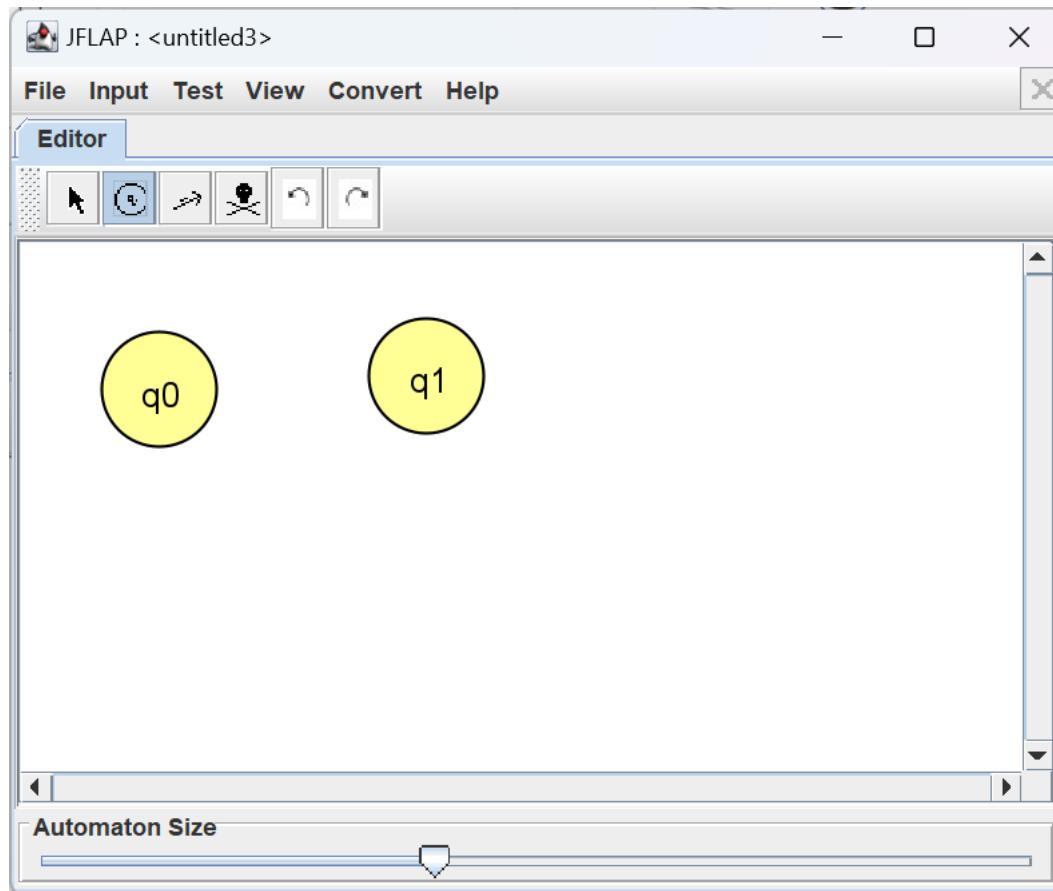 JFLAP : <untitled3>
File Input Test View Convert Help
Editor
q0
q1
Automaton Size